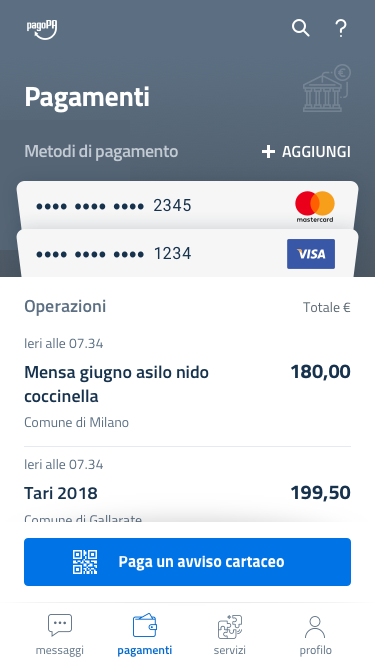 pagoPA
?
Pagamenti
Metodi di pagamento
+ AGGIUNGI
•••• •••• •••• 2345
mastercard
•••• •••• •••• 1234
VISA
Operazioni
Totale €
Ieri alle 07.34
Mensa giugno asilo nido
coccinella
180,00
Comune di Milano
Ieri alle 07.34
Tari 2018
199,50
Comune di Gallarate
Paga un avviso cartaceo
messaggi
pagamenti
servizi
profilo